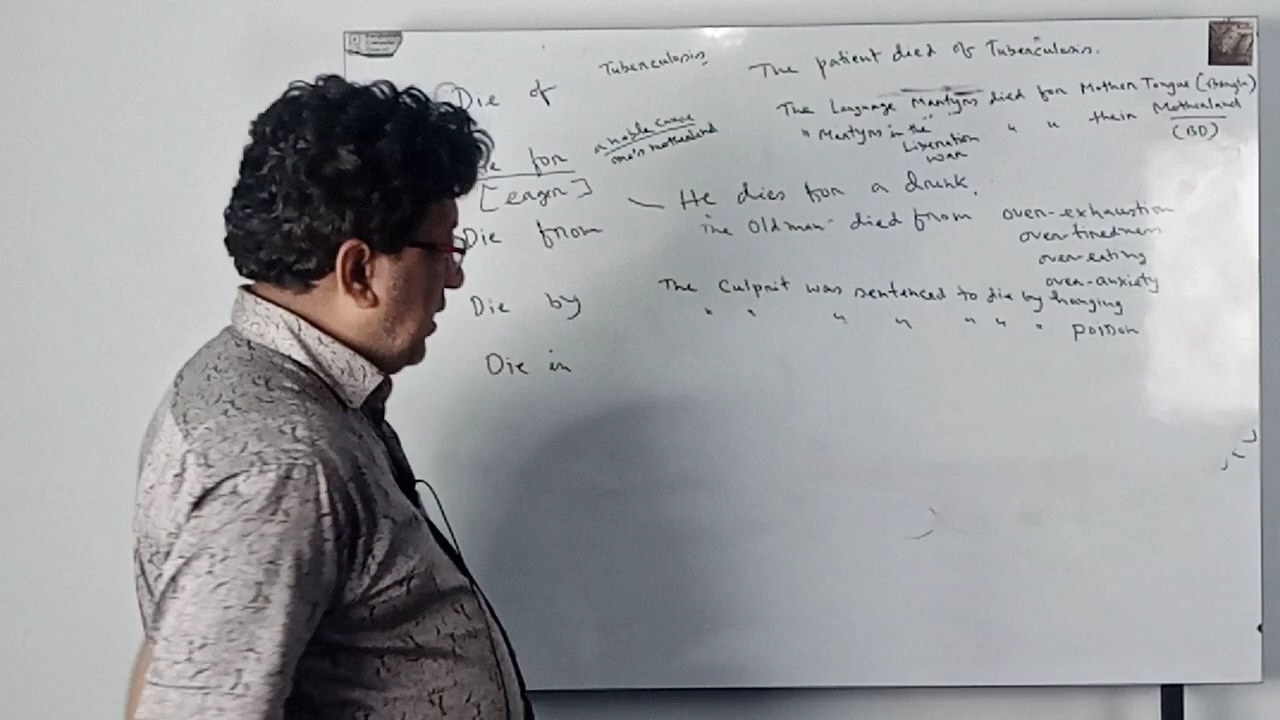 Die of Tuberculosis. The patient died of Tuberculosis.
The Language Martyrs died for Mother Tongue (Bangla)
e for a noble cause
one's motherland
" Martyrs in the " " their Motherland
Liberation (BD)
war
[eager] He dies for a drunk.
Die from The Old man died from over-exhaustion
over-tiredness
over-eating
over-anxiety
Die by The culprit was sentenced to die by hanging
" " " " " " " poison
Die in